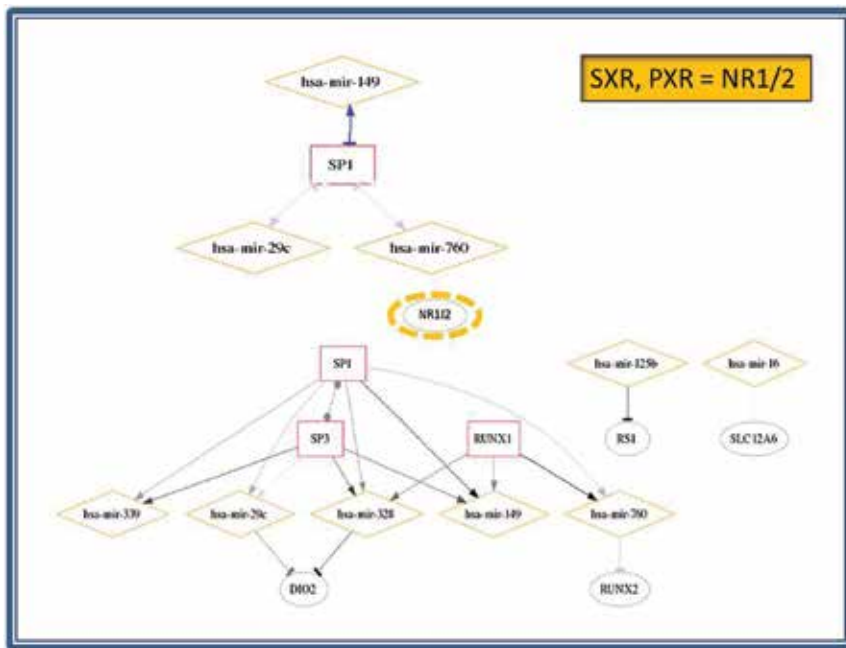 hsa-mir-149
SXR, PXR = NR1/2
SP1
hsa-mir-29c
hsa-mir-760
NR1I2
SP1
hsa-mir-125b
hsa-mir-16
SP3
RUNX1
RS1
SLC12A6
hsa-mir-339
hsa-mir-29c
hsa-mir-328
hsa-mir-149
hsa-mir-760
DIO2
RUNX2